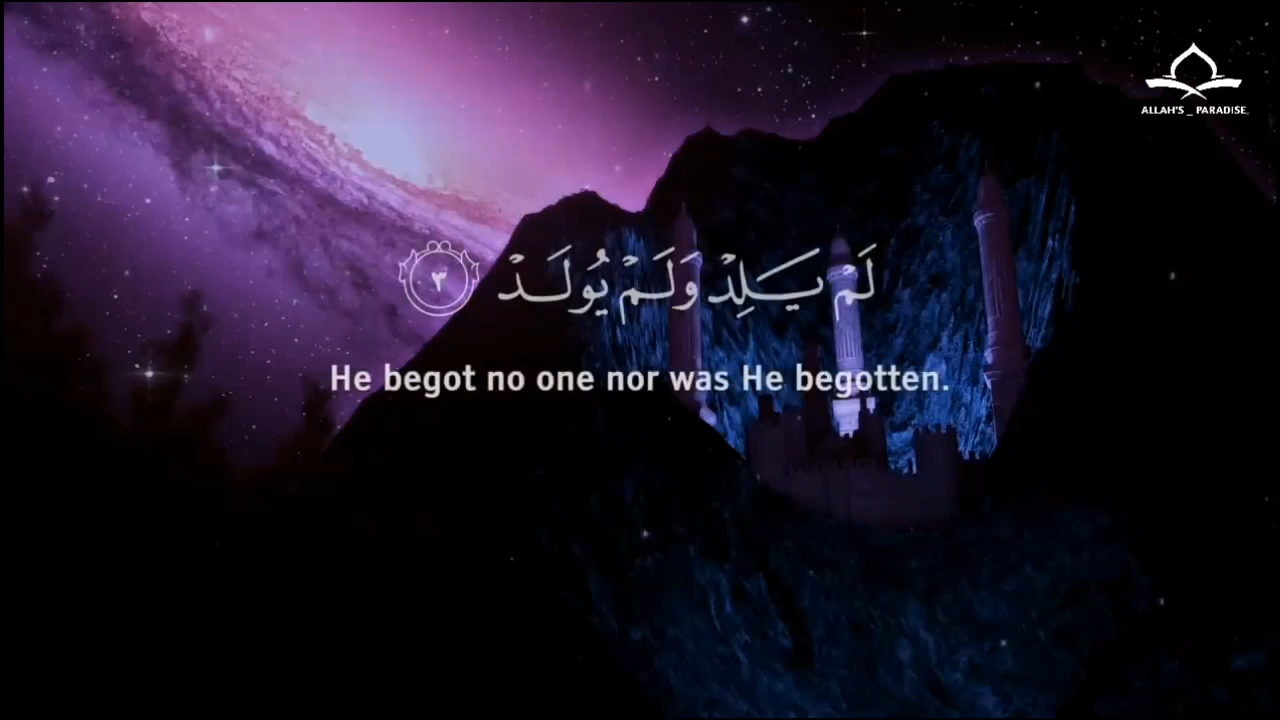 ALLAH'S _ PARADISE
لَمْ يَلِدْ وَلَمْ يُولَدْ ٣
He begot no one nor was He begotten.